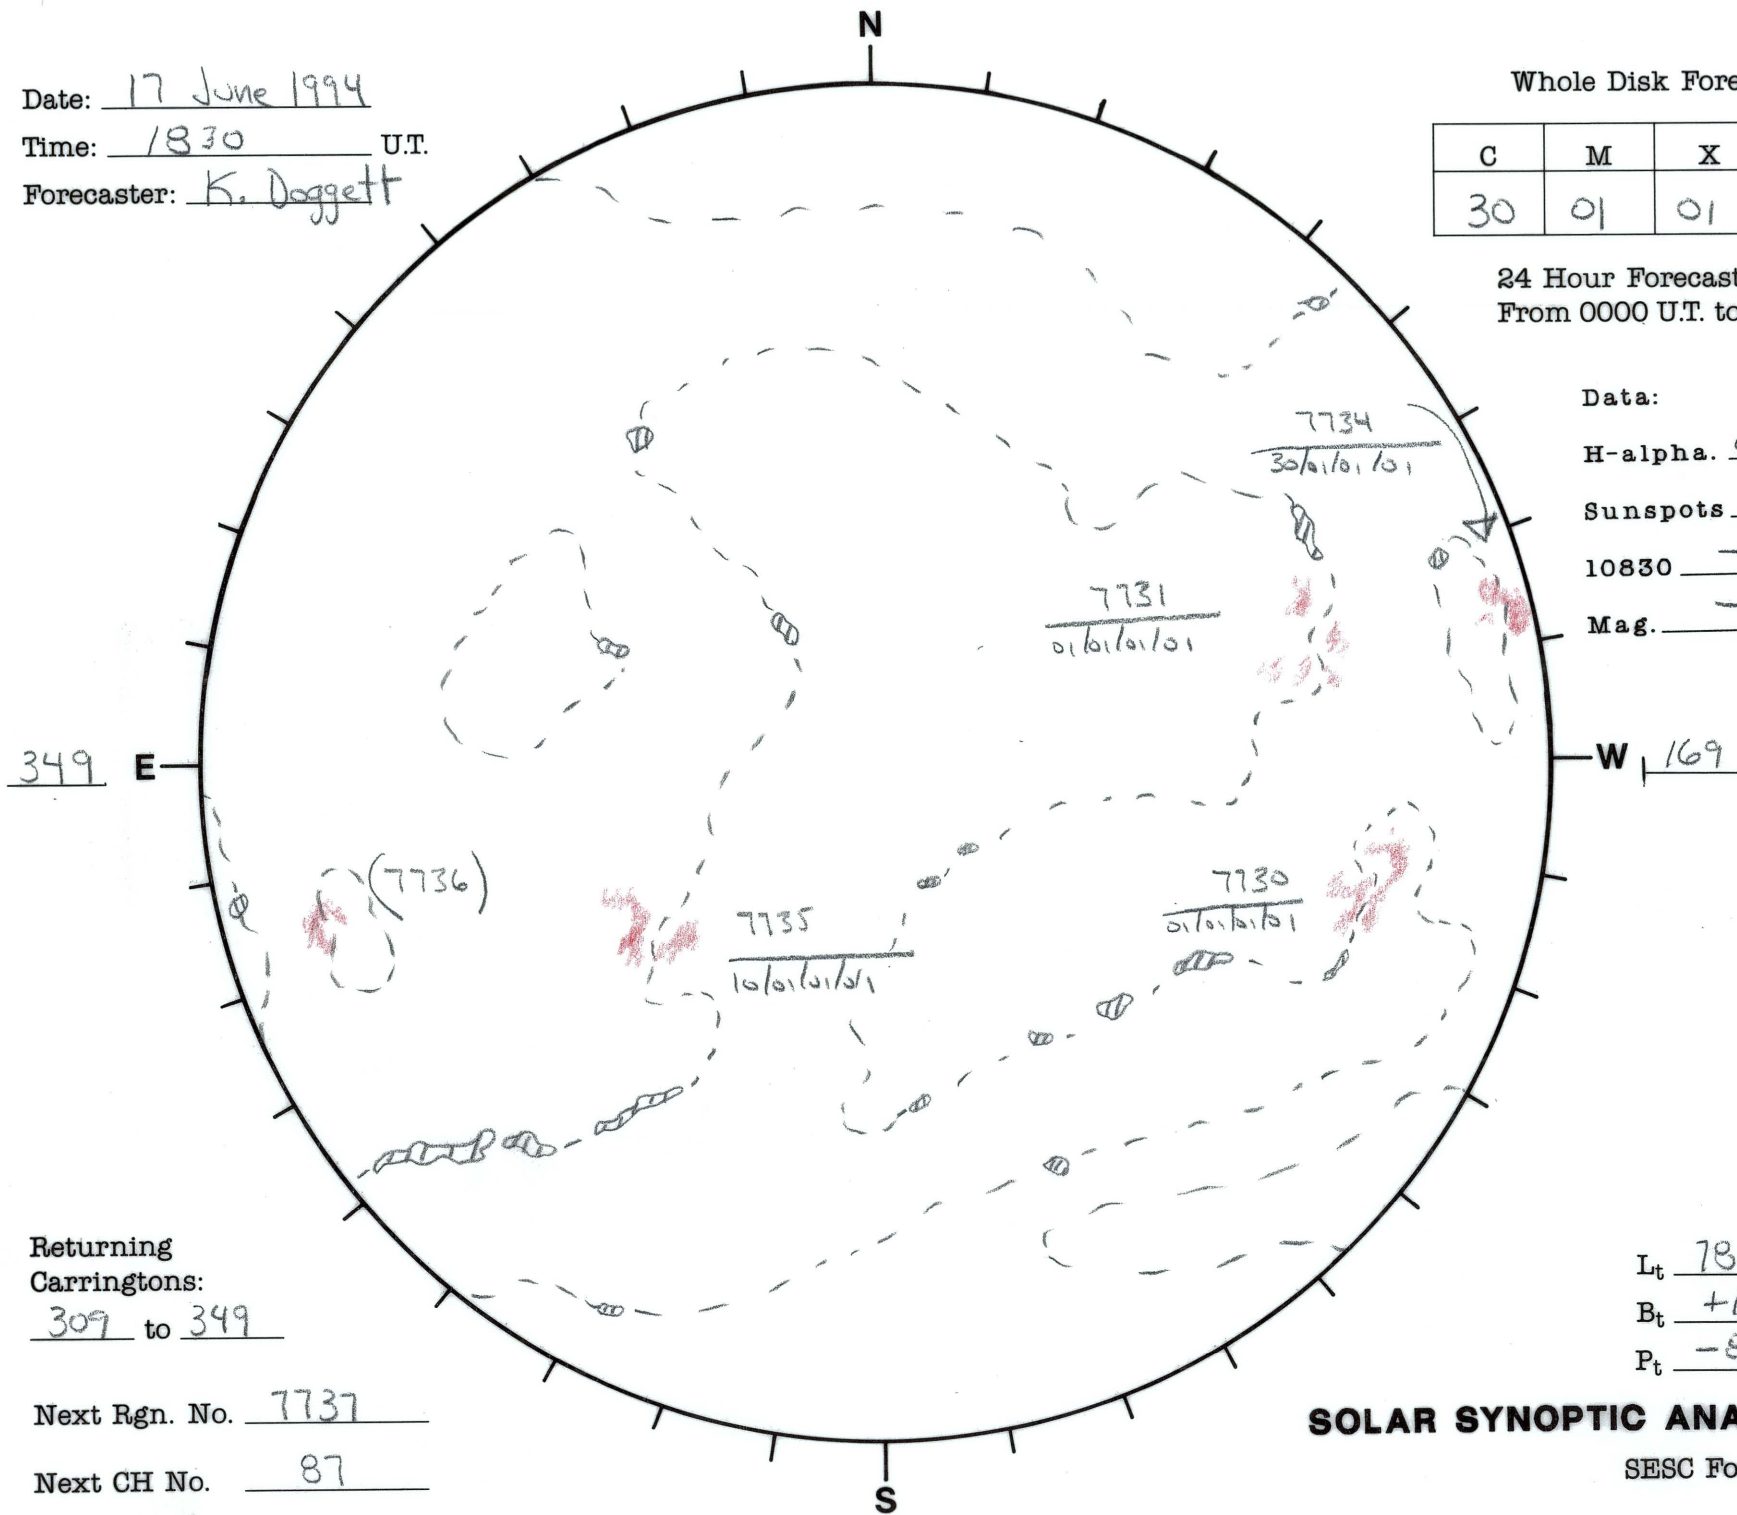 N
Date: 17 June 1994
Time: 1830 U.T.
Forecaster: K. Doggett
Whole Disk Fore
C M X
30 01 01
24 Hour Forecast
From 0000 U.T. to
Data:
H-alpha.
Sunspots
10830
Mag.
7734
30/01/01/01
7731
01/01/01/01
349 E
W 169
(7736)
7735
10/01/01/01
7730
01/01/01/01
Returning
Carringtons:
309 to 349
Next Rgn. No. 7737
Next CH No. 87
Lt 78
Bt +1
Pt -8
SOLAR SYNOPTIC ANA
SESC Fo
S